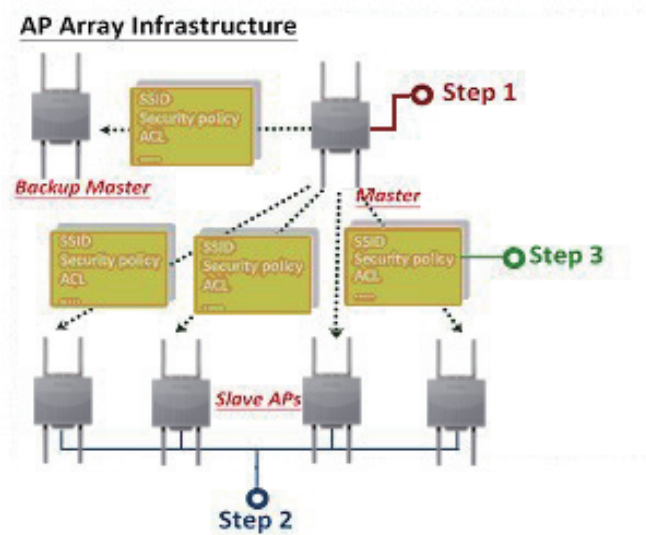 AP Array Infrastructure
SSID
Security policy
ACL
.....
Step 1
Backup Master
Master
SSID
Security policy
ACL
.....
SSID
Security policy
ACL
.....
SSID
Security policy
ACL
.....
Step 3
Slave APs
Step 2